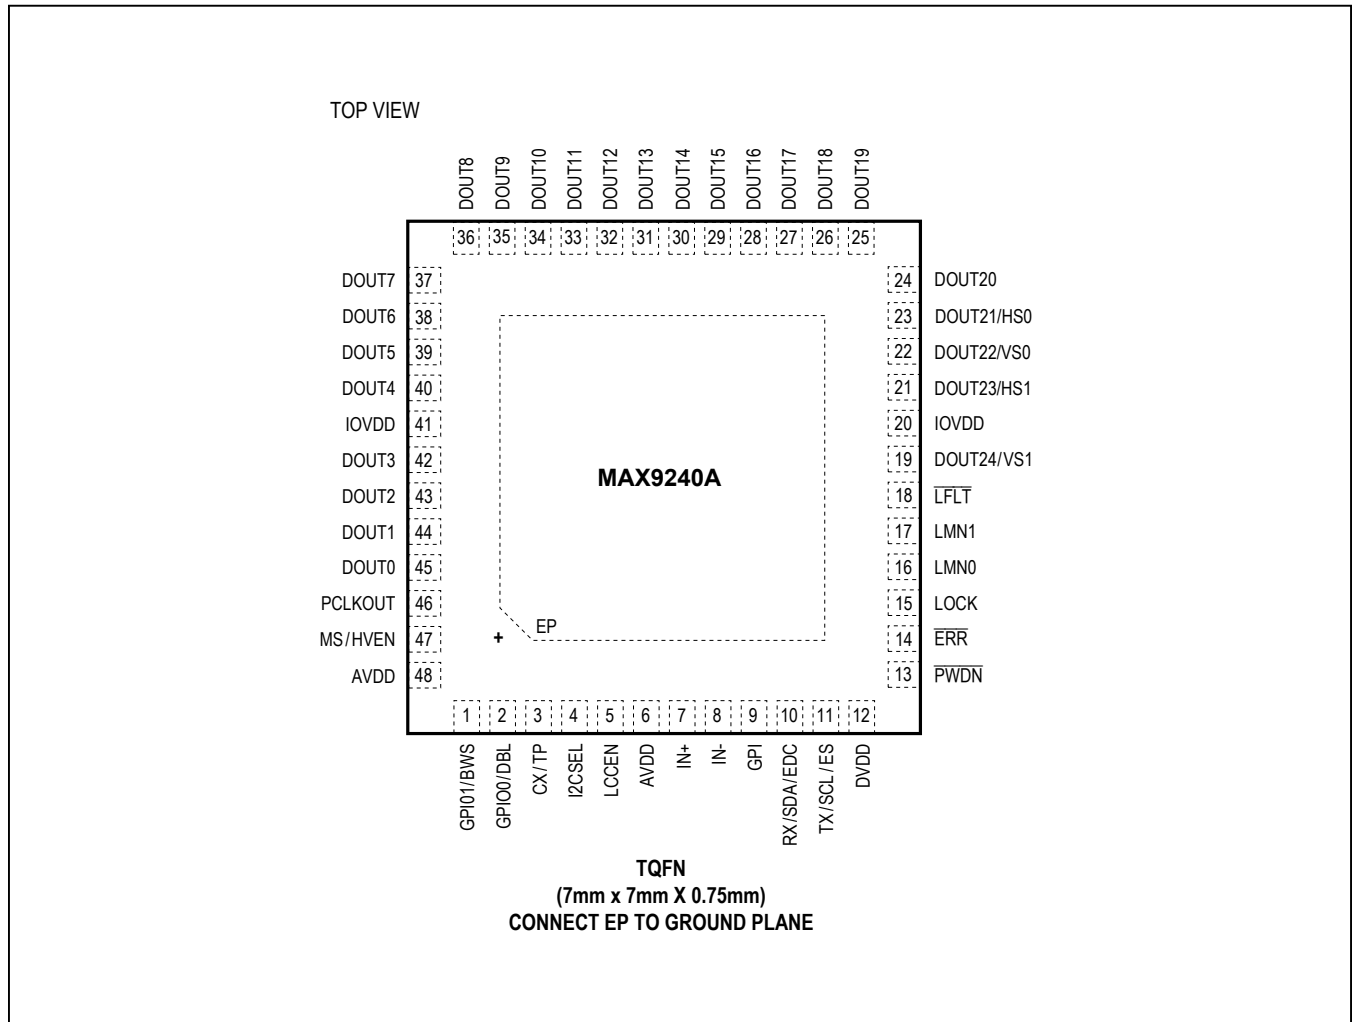 TOP VIEW
DOUT8
DOUT9
DOUT10
DOUT11
DOUT12
DOUT13
DOUT14
DOUT15
DOUT16
DOUT17
DOUT18
DOUT19
36 35 34 33 32 31 30 29 28 27 26 25
DOUT7 37
DOUT6 38
DOUT5 39
DOUT4 40
IOVDD 41
DOUT3 42
DOUT2 43
DOUT1 44
DOUT0 45
PCLKOUT 46
MS/HVEN 47
AVDD 48
24 DOUT20
23 DOUT21/HS0
22 DOUT22/VS0
21 DOUT23/HS1
20 IOVDD
19 DOUT24/VS1
18 LFLT
17 LMN1
16 LMN0
15 LOCK
14 ERR
13 PWDN
MAX9240A
EP
+
1 2 3 4 5 6 7 8 9 10 11 12
GPI01/BWS
GPIO0/DBL
CX/TP
I2CSEL
LCCEN
AVDD
IN+
IN-
GPI
RX/SDA/EDC
TX/SCL/ES
DVDD
TQFN
(7mm x 7mm X 0.75mm)
CONNECT EP TO GROUND PLANE